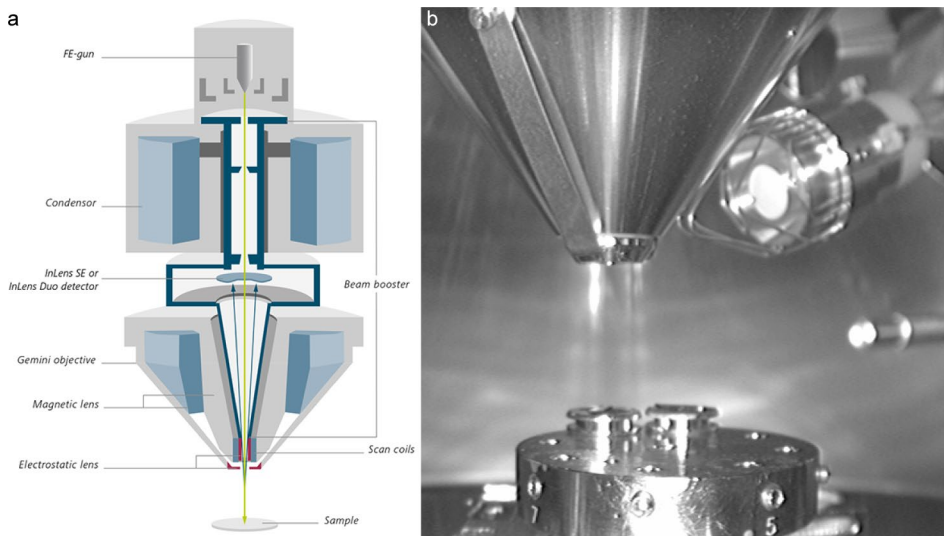 a
FE-gun
Condensor
InLens SE or
InLens Duo detector
Beam booster
Gemini objective
Magnetic lens
Scan coils
Electrostatic lens
Sample
b
7
5